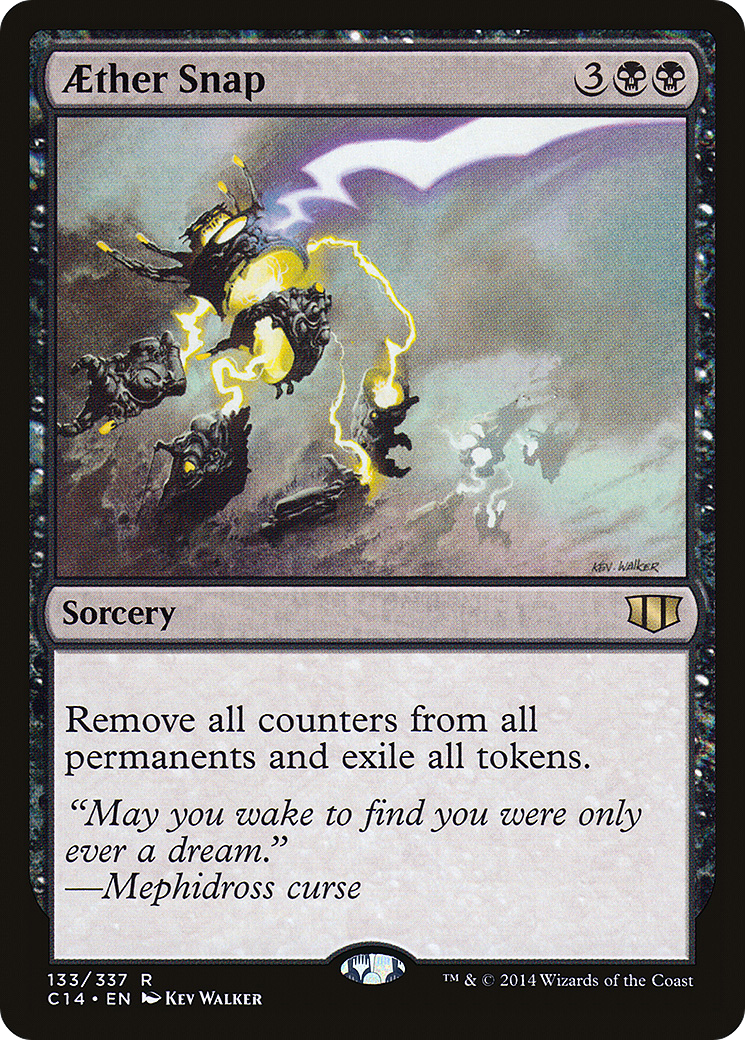 Æther Snap 3
KEV. WALKER
Sorcery
Remove all counters from all
permanents and exile all tokens.
“May you wake to find you were only
ever a dream.”
—Mephidross curse
133/337 R
C14 • EN Kev Walker
™ & © 2014 Wizards of the Coast